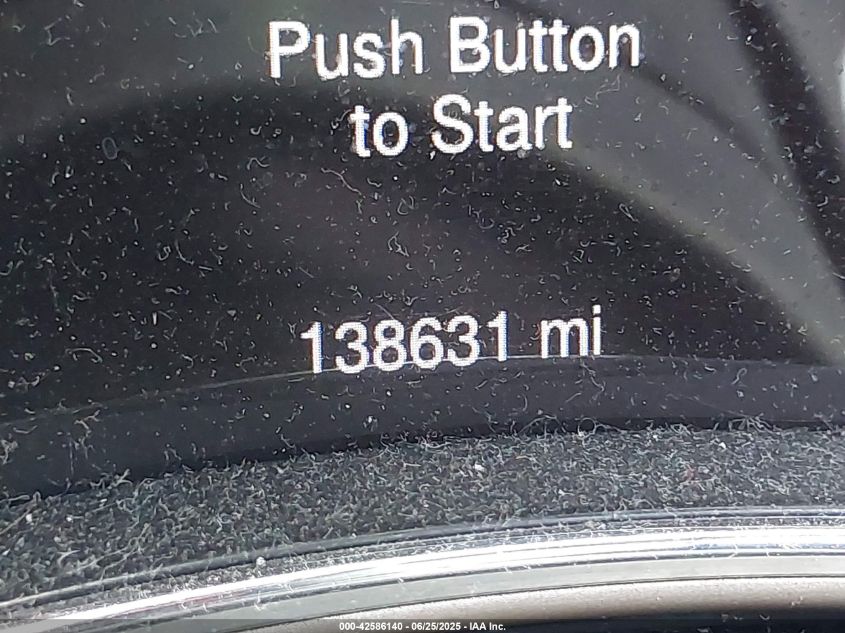 Push Button
to Start
138631 mi
000-42586140 - 06/25/2025 - IAA Inc.